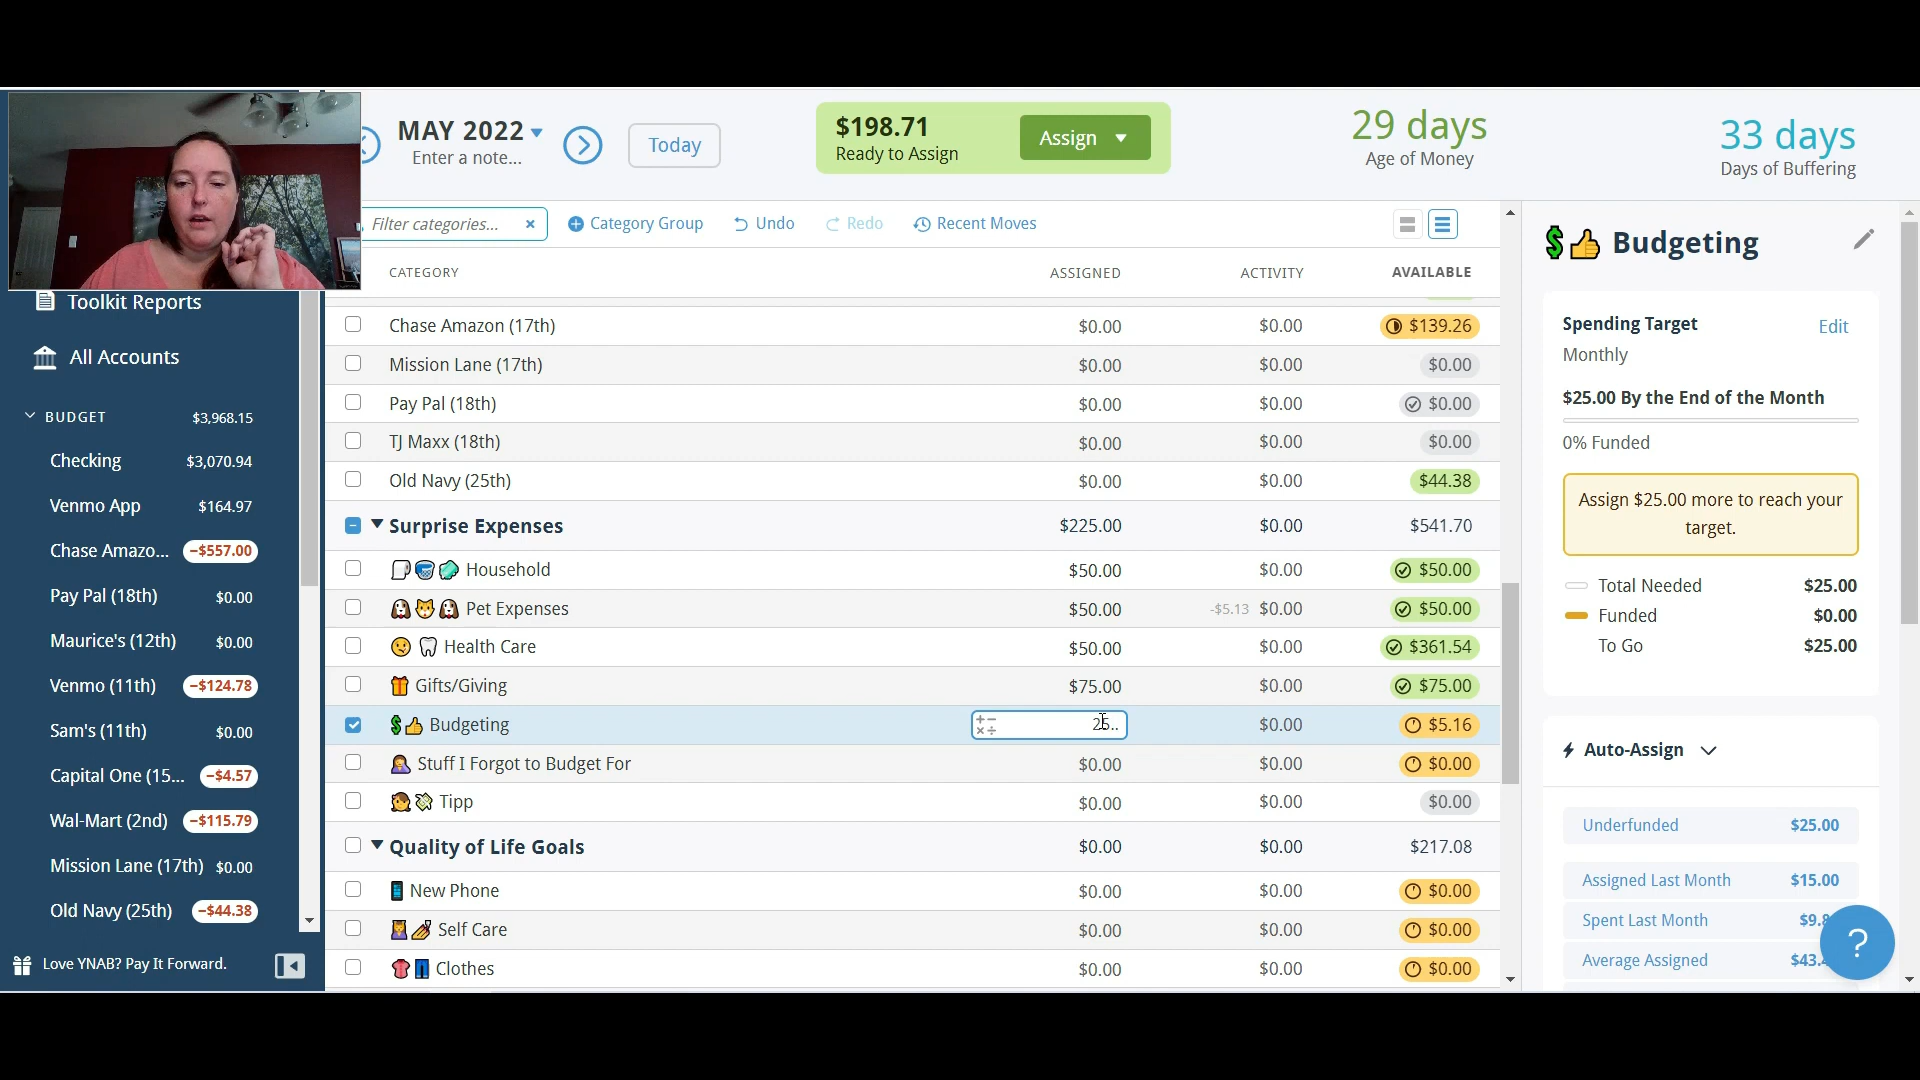 MAY 2022
Enter a note...
Today
$198.71
Ready to Assign
Assign
29 days
Age of Money
33 days
Days of Buffering
Filter categories...
Category Group
Undo
Redo
Recent Moves
CATEGORY ASSIGNED ACTIVITY AVAILABLE
Chase Amazon (17th) $0.00 $0.00 $139.26
Mission Lane (17th) $0.00 $0.00 $0.00
Pay Pal (18th) $0.00 $0.00 $0.00
TJ Maxx (18th) $0.00 $0.00 $0.00
Old Navy (25th) $0.00 $0.00 $44.38
Surprise Expenses $225.00 $0.00 $541.70
Household $50.00 $0.00 $50.00
Pet Expenses $50.00 -$5.13 $0.00 $50.00
Health Care $50.00 $0.00 $361.54
Gifts/Giving $75.00 $0.00 $75.00
Budgeting 25.. $0.00 $5.16
Stuff I Forgot to Budget For $0.00 $0.00 $0.00
Tipp $0.00 $0.00 $0.00
Quality of Life Goals $0.00 $0.00 $217.08
New Phone $0.00 $0.00 $0.00
Self Care $0.00 $0.00 $0.00
Clothes $0.00 $0.00 $0.00
Toolkit Reports
All Accounts
BUDGET $3,968.15
Checking $3,070.94
Venmo App $164.97
Chase Amazo... −$557.00
Pay Pal (18th) $0.00
Maurice's (12th) $0.00
Venmo (11th) −$124.78
Sam's (11th) $0.00
Capital One (15... −$4.57
Wal-Mart (2nd) −$115.79
Mission Lane (17th) $0.00
Old Navy (25th) −$44.38
Love YNAB? Pay It Forward.
Budgeting
Spending Target Edit
Monthly
$25.00 By the End of the Month
0% Funded
Assign $25.00 more to reach your
target.
Total Needed $25.00
Funded $0.00
To Go $25.00
Auto-Assign
Underfunded $25.00
Assigned Last Month $15.00
Spent Last Month
Average Assigned
?